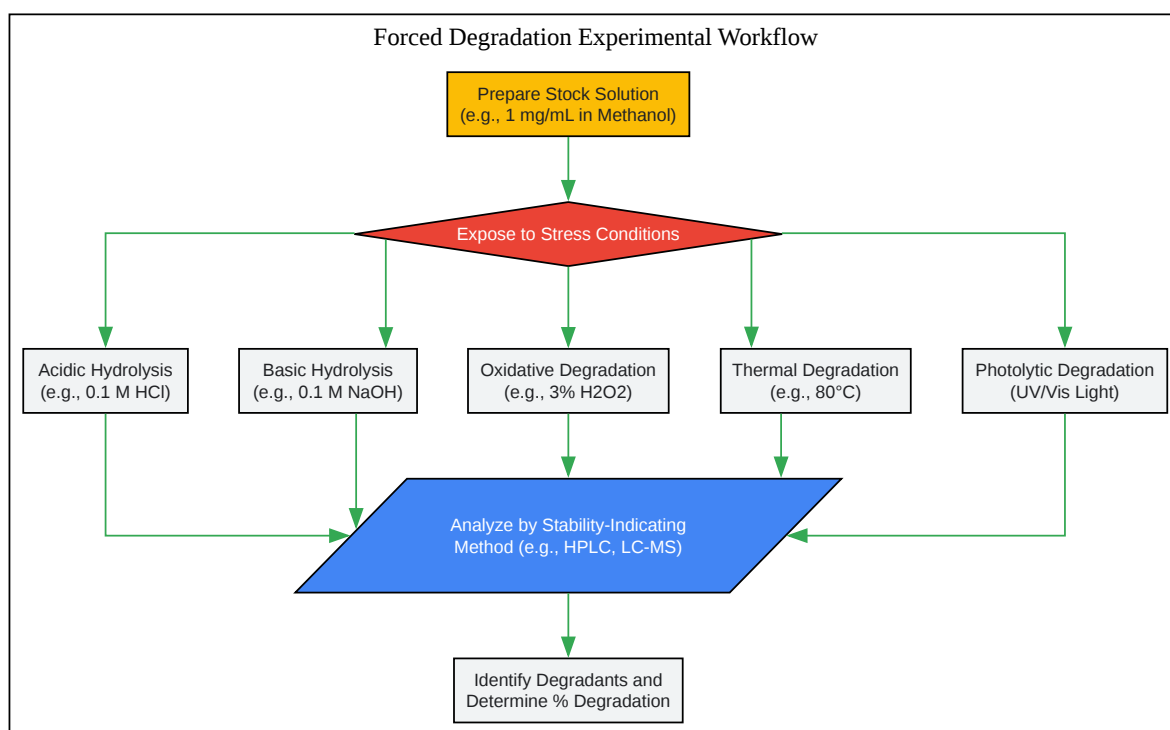 Forced Degradation Experimental Workflow
Prepare Stock Solution
(e.g., 1 mg/mL in Methanol)
Expose to Stress Conditions
Acidic Hydrolysis
(e.g., 0.1 M HCl)
Basic Hydrolysis
(e.g., 0.1 M NaOH)
Oxidative Degradation
(e.g., 3% H2O2)
Thermal Degradation
(e.g., 80°C)
Photolytic Degradation
(UV/Vis Light)
Analyze by Stability-Indicating
Method (e.g., HPLC, LC-MS)
Identify Degradants and
Determine % Degradation